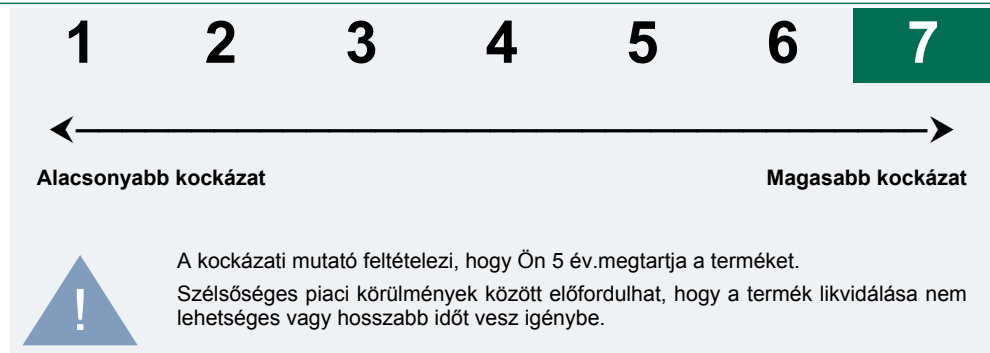 1 2 3 4 5 6 7
Alacsonyabb kockázat Magasabb kockázat
A kockázati mutató feltételezi, hogy Ön 5 év.megtartja a terméket.
Szélsőséges piaci körülmények között előfordulhat, hogy a termék likvidálása nem
lehetséges vagy hosszabb időt vesz igénybe.
!